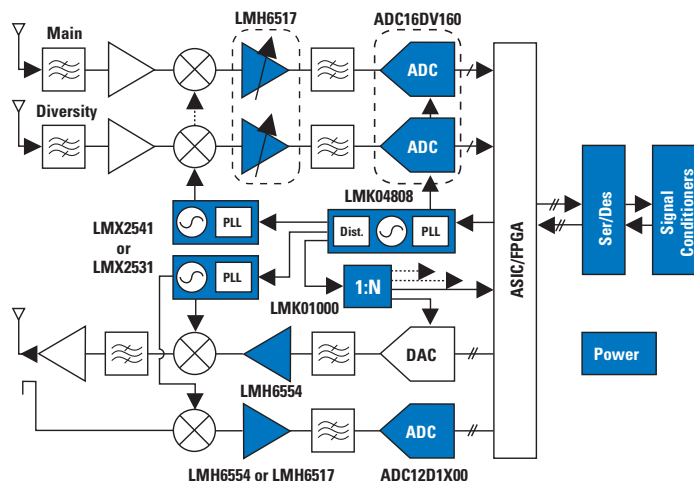 LMH6517
ADC16DV160
Main
ADC
Diversity
ADC
LMK04808
LMX2541
or
LMX2531
PLL
Dist.
PLL
PLL
1:N
LMK01000
ASIC/FPGA
Ser/Des
Signal
Conditioners
Power
DAC
LMH6554
ADC
LMH6554 or LMH6517
ADC12D1X00